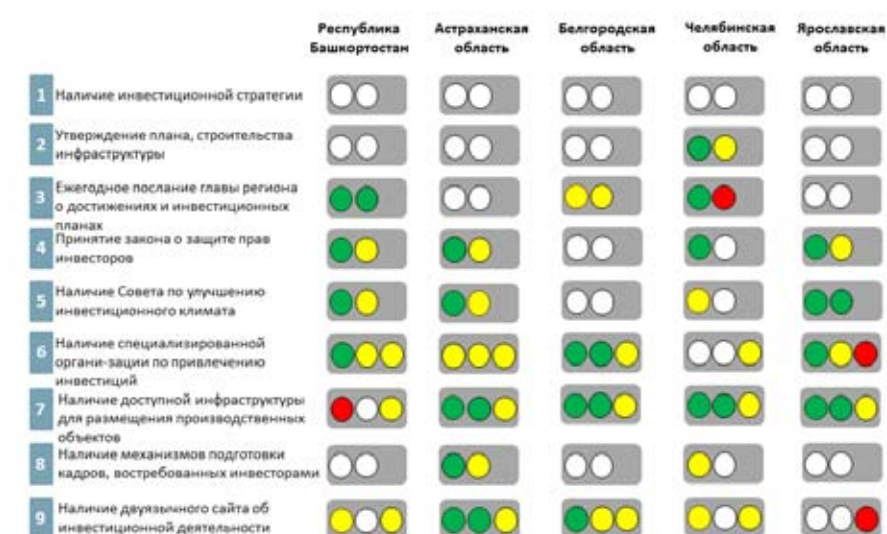 Республика
Башкортостан
Астраханская
область
Белгородская
область
Челябинская
область
Ярославская
область
1 Наличие инвестиционной стратегии
2 Утверждение плана, строительства
инфраструктуры
3 Ежегодное послание главы региона
о достижениях и инвестиционных
планах
4 Принятие закона о защите прав
инвесторов
5 Наличие Совета по улучшению
инвестиционного климата
6 Наличие специализированной
органи-зации по привлечению
инвестиций
7 Наличие доступной инфраструктуры
для размещения производственных
объектов
8 Наличие механизмов подготовки
кадров, востребованных инвесторами
9 Наличие двуязычного сайта об
инвестиционной деятельности